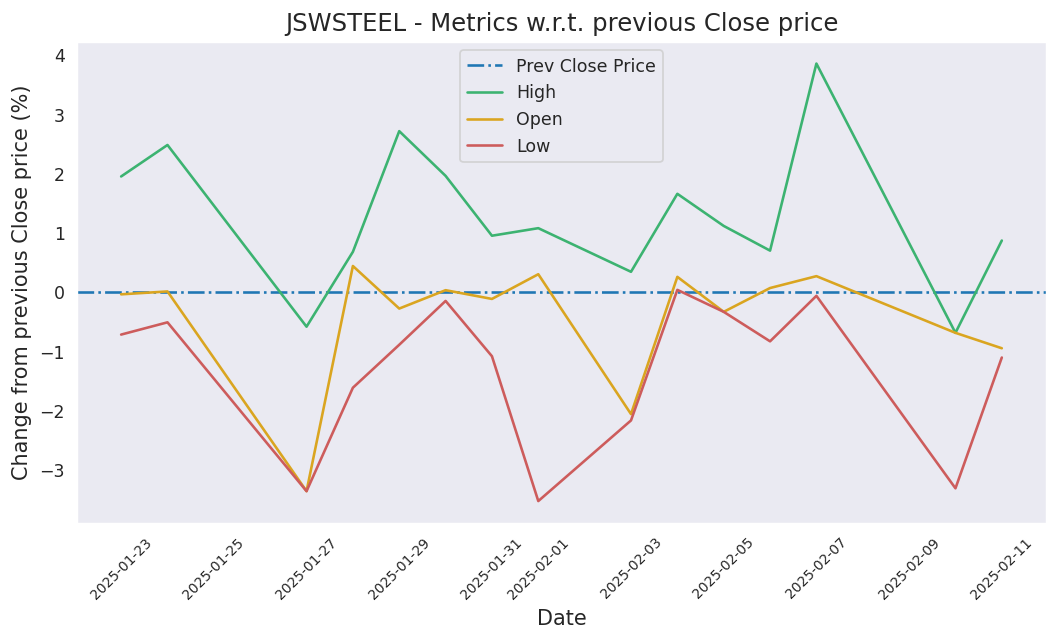 JSWSTEEL - Metrics w.r.t. previous Close price
Change from previous Close price (%)
4
3
2
1
0
−1
−2
−3
Prev Close Price
High
Open
Low
2025-01-23
2025-01-25
2025-01-27
2025-01-29
2025-01-31
2025-02-01
2025-02-03
2025-02-05
2025-02-07
2025-02-09
2025-02-11
Date